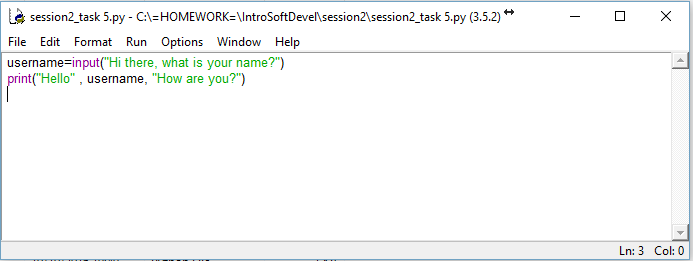 session2_task 5.py - C:\=HOMEWORK=\IntroSoftDevel\session2\session2_task 5.py (3.5.2)
File Edit Format Run Options Window Help
username=input("Hi there, what is your name?")
print("Hello" , username, "How are you?")
Ln: 3 Col: 0